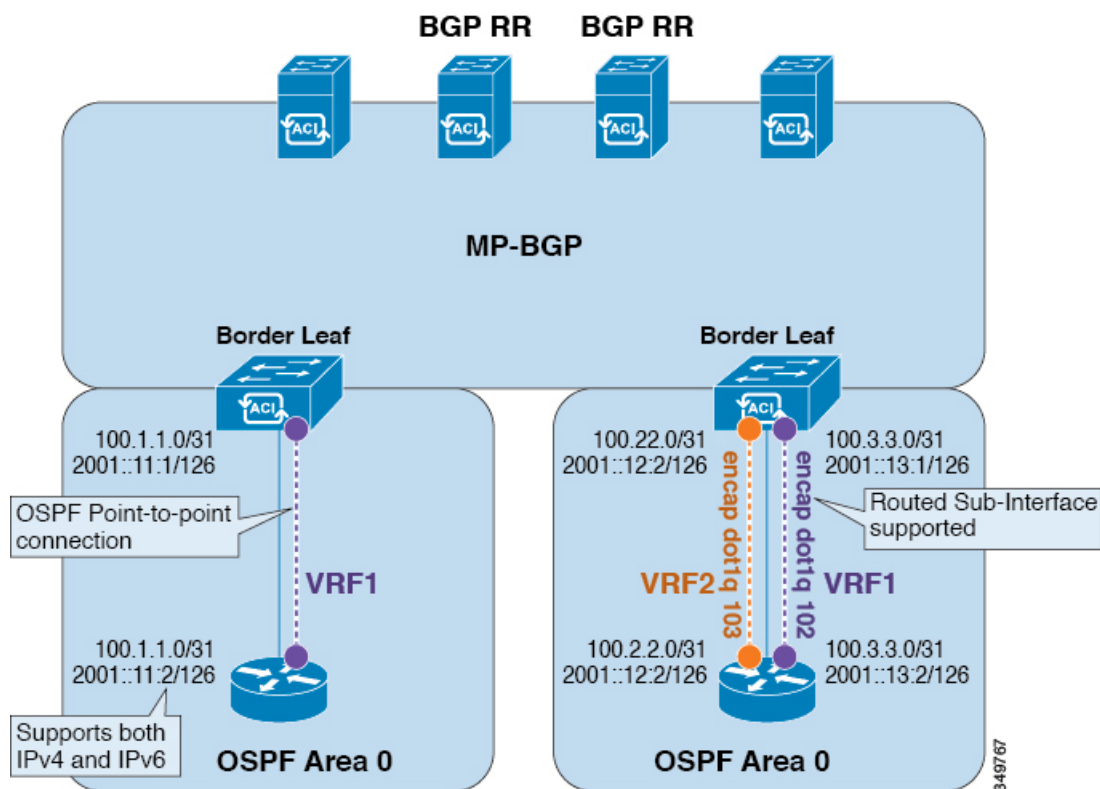 BGP RR
BGP RR
ACI
ACI
ACI
ACI
MP-BGP
Border Leaf
Border Leaf
ACI
ACI
100.1.1.0/31
2001::11:1/126
100.22.0/31
2001::12:2/126
100.3.3.0/31
2001::13:1/126
OSPF Point-to-point
connection
Routed Sub-Interface
supported
VRF1
VRF2
encap dot1q 103
encap dot1q 102
VRF1
100.1.1.0/31
2001::11:2/126
100.2.2.0/31
2001::12:2/126
100.3.3.0/31
2001::13:2/126
Supports both
IPv4 and IPv6
OSPF Area 0
OSPF Area 0
349767